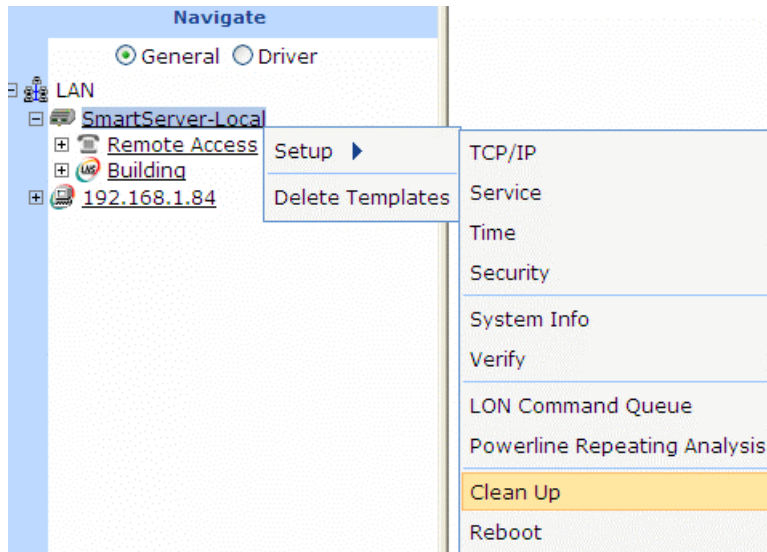 Navigate
General Driver
LAN
SmartServer-Local
Remote Access
Building
192.168.1.84
Setup
Delete Templates
TCP/IP
Service
Time
Security
System Info
Verify
LON Command Queue
Powerline Repeating Analysis
Clean Up
Reboot